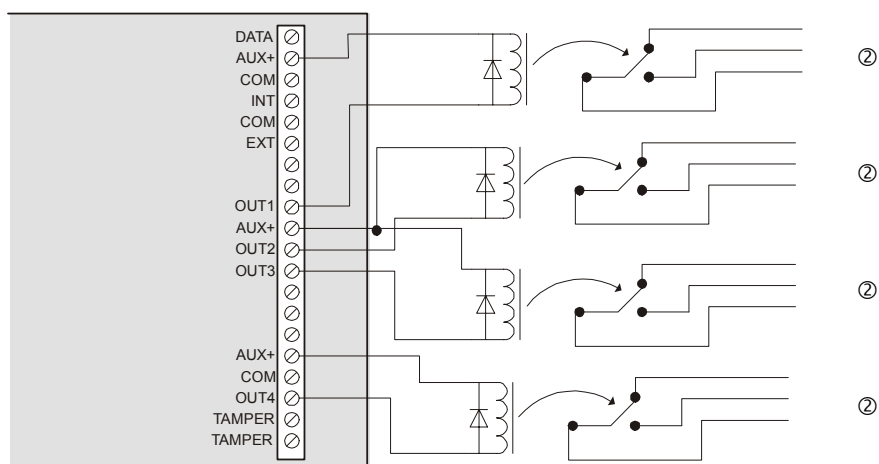 DATA
AUX+
②
COM
INT
COM
EXT
②
OUT1
AUX+
OUT2
OUT3
②
AUX+
COM
OUT4
②
TAMPER
TAMPER